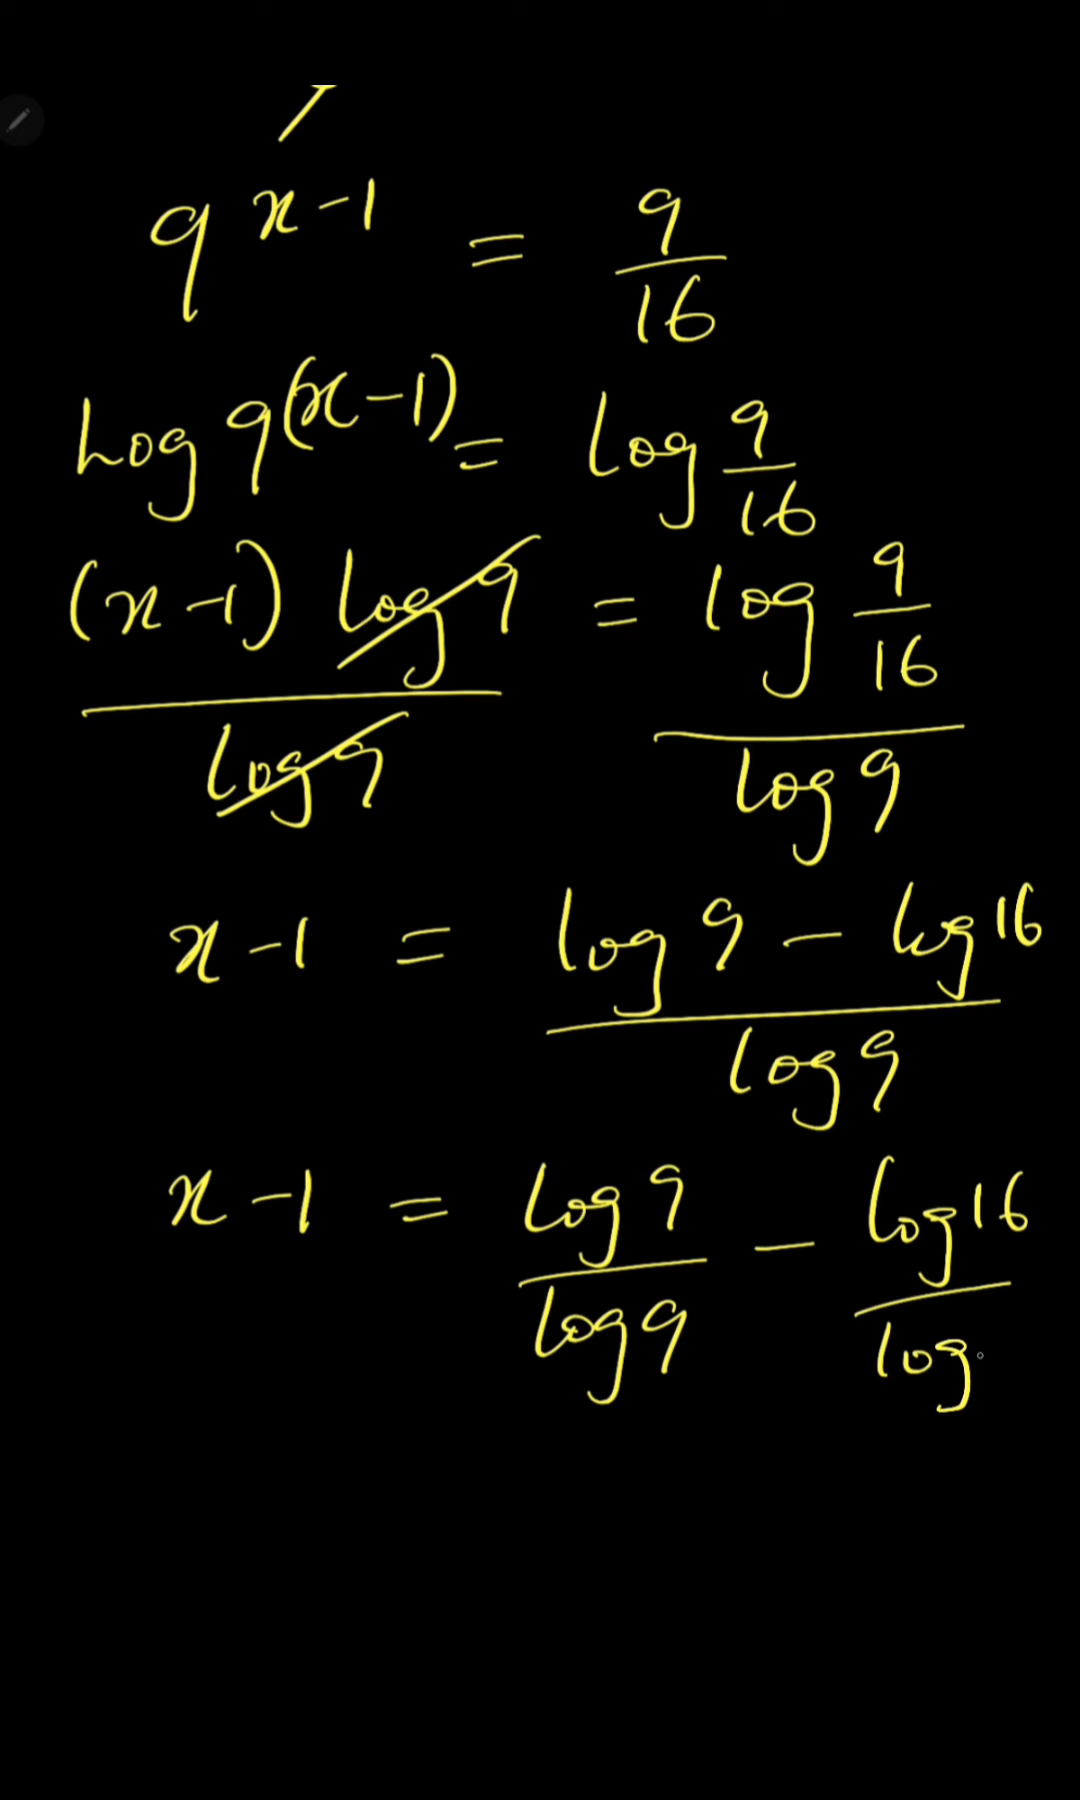 9^(x-1) = 9/16
Log 9^(x-1) = log 9/16
(x-1) log 9 / log 9 = log 9/16 / log 9
x-1 = log 9 - log 16 / log 9
x-1 = log 9 / log 9 - log 16 / log